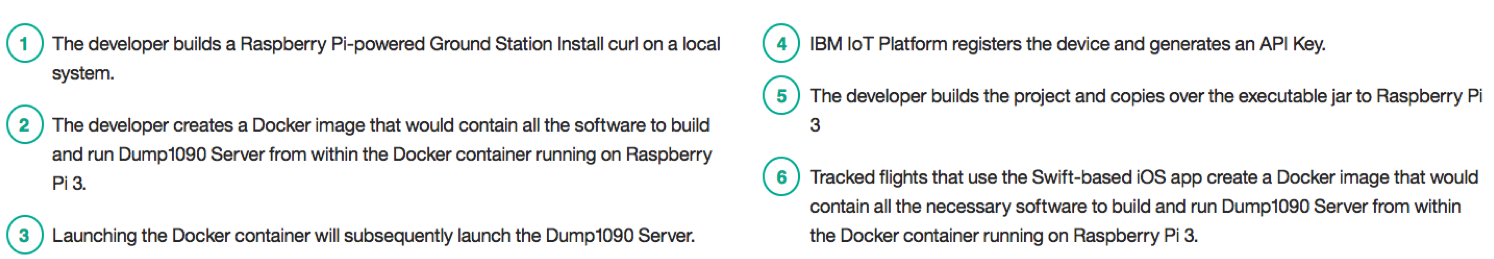 1 The developer builds a Raspberry Pi-powered Ground Station Install curl on a local
system.
2 The developer creates a Docker image that would contain all the software to build
and run Dump1090 Server from within the Docker container running on Raspberry
Pi 3.
3 Launching the Docker container will subsequently launch the Dump1090 Server.
4 IBM IoT Platform registers the device and generates an API Key.
5 The developer builds the project and copies over the executable jar to Raspberry Pi
3
6 Tracked flights that use the Swift-based iOS app create a Docker image that would
contain all the necessary software to build and run Dump1090 Server from within
the Docker container running on Raspberry Pi 3.